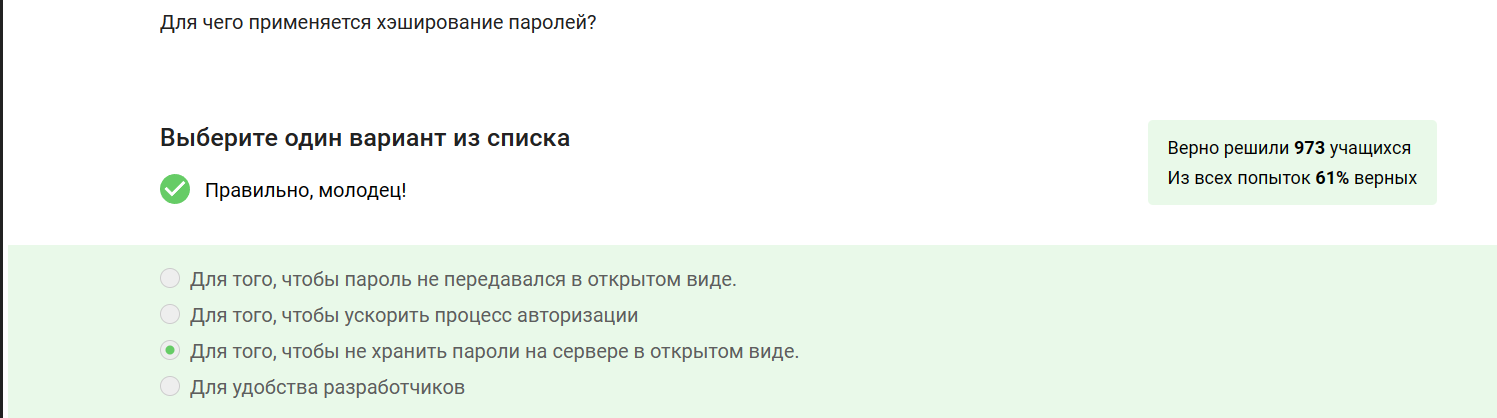 Для чего применяется хэширование паролей?
Выберите один вариант из списка
Правильно, молодец!
Верно решили 973 учащихся
Из всех попыток 61% верных
Для того, чтобы пароль не передавался в открытом виде.
Для того, чтобы ускорить процесс авторизации
Для того, чтобы не хранить пароли на сервере в открытом виде.
Для удобства разработчиков